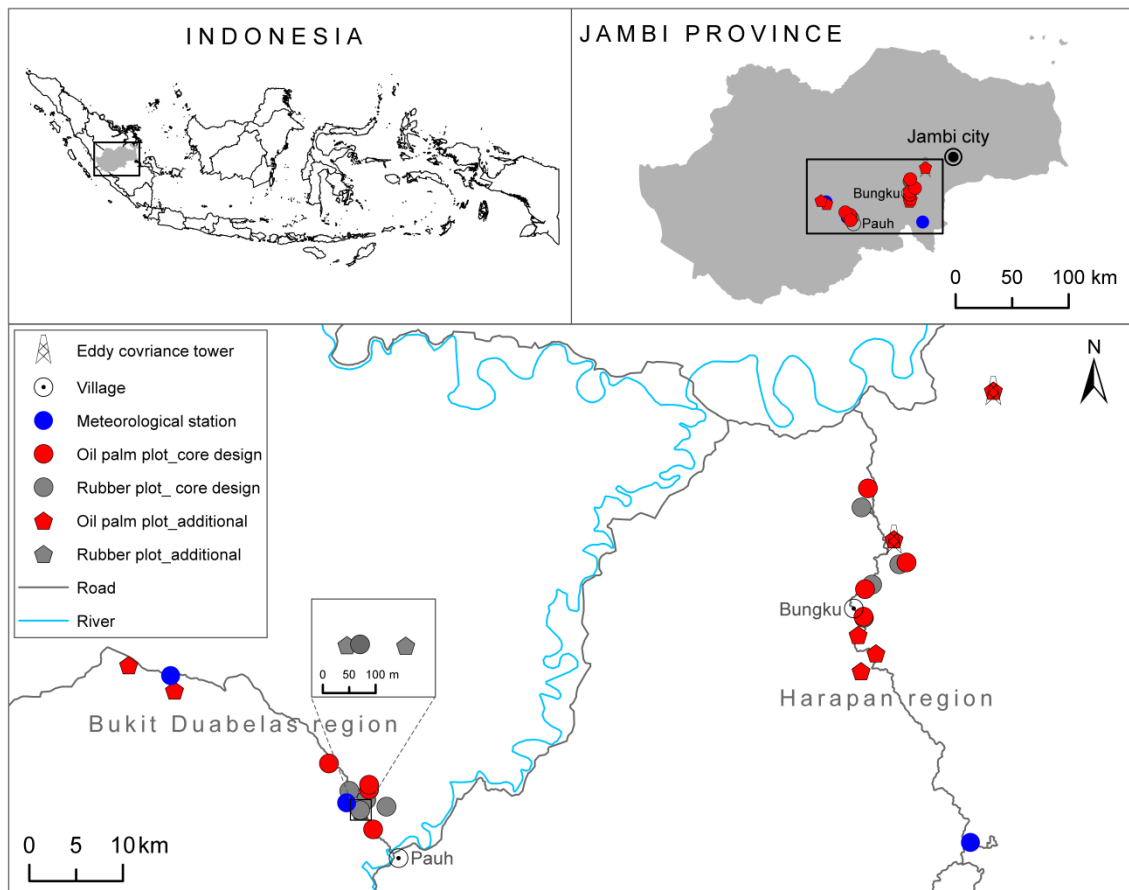 INDONESIA
JAMBI PROVINCE
Jambi city
Bungku
Pauh
0 50 100 km
Eddy covriance tower
Village
Meteorological station
Oil palm plot_core design
Rubber plot_ core design
Oil palm plot_additional
Rubber plot_additional
Road
River
N
Bungku
0 50 100 m
Bukit Duabelas region
Harapan region
Pauh
0 5 10 km